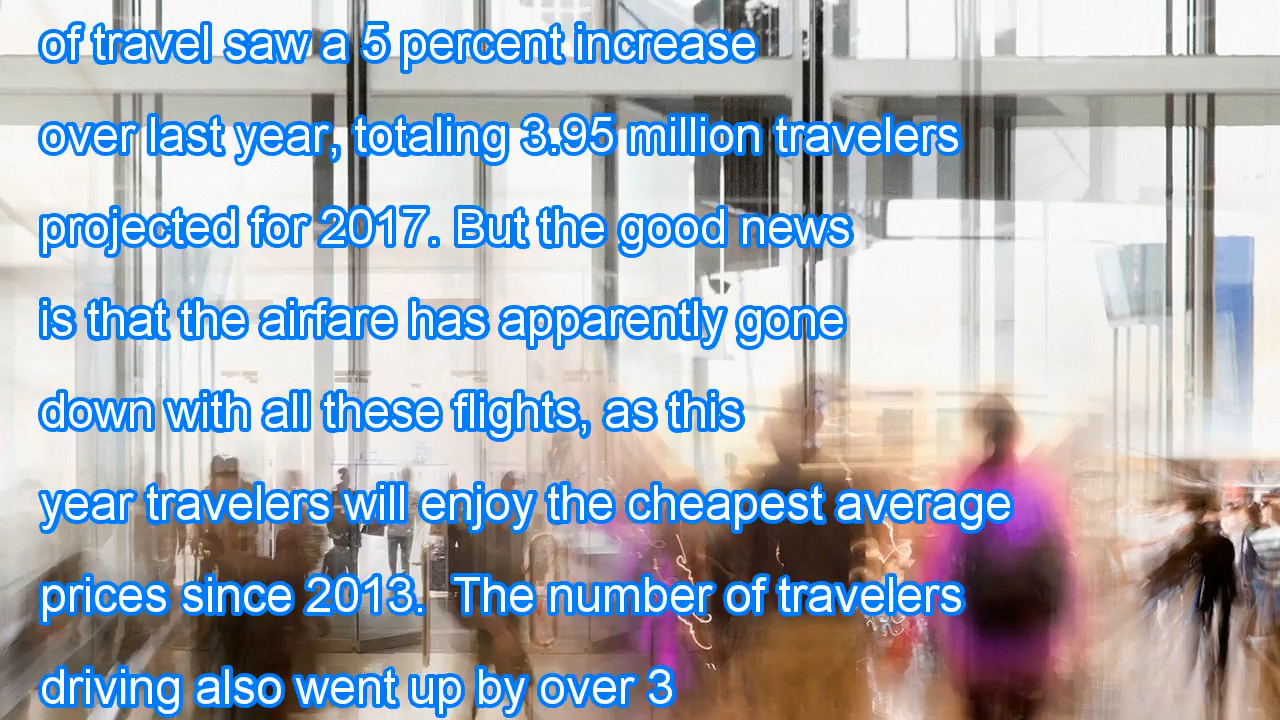 of travel saw a 5 percent increase
over last year, totaling 3.95 million travelers
projected for 2017. But the good news
is that the airfare has apparently gone
down with all these flights, as this
year travelers will enjoy the cheapest average
prices since 2013.  The number of travelers
driving also went up by over 3